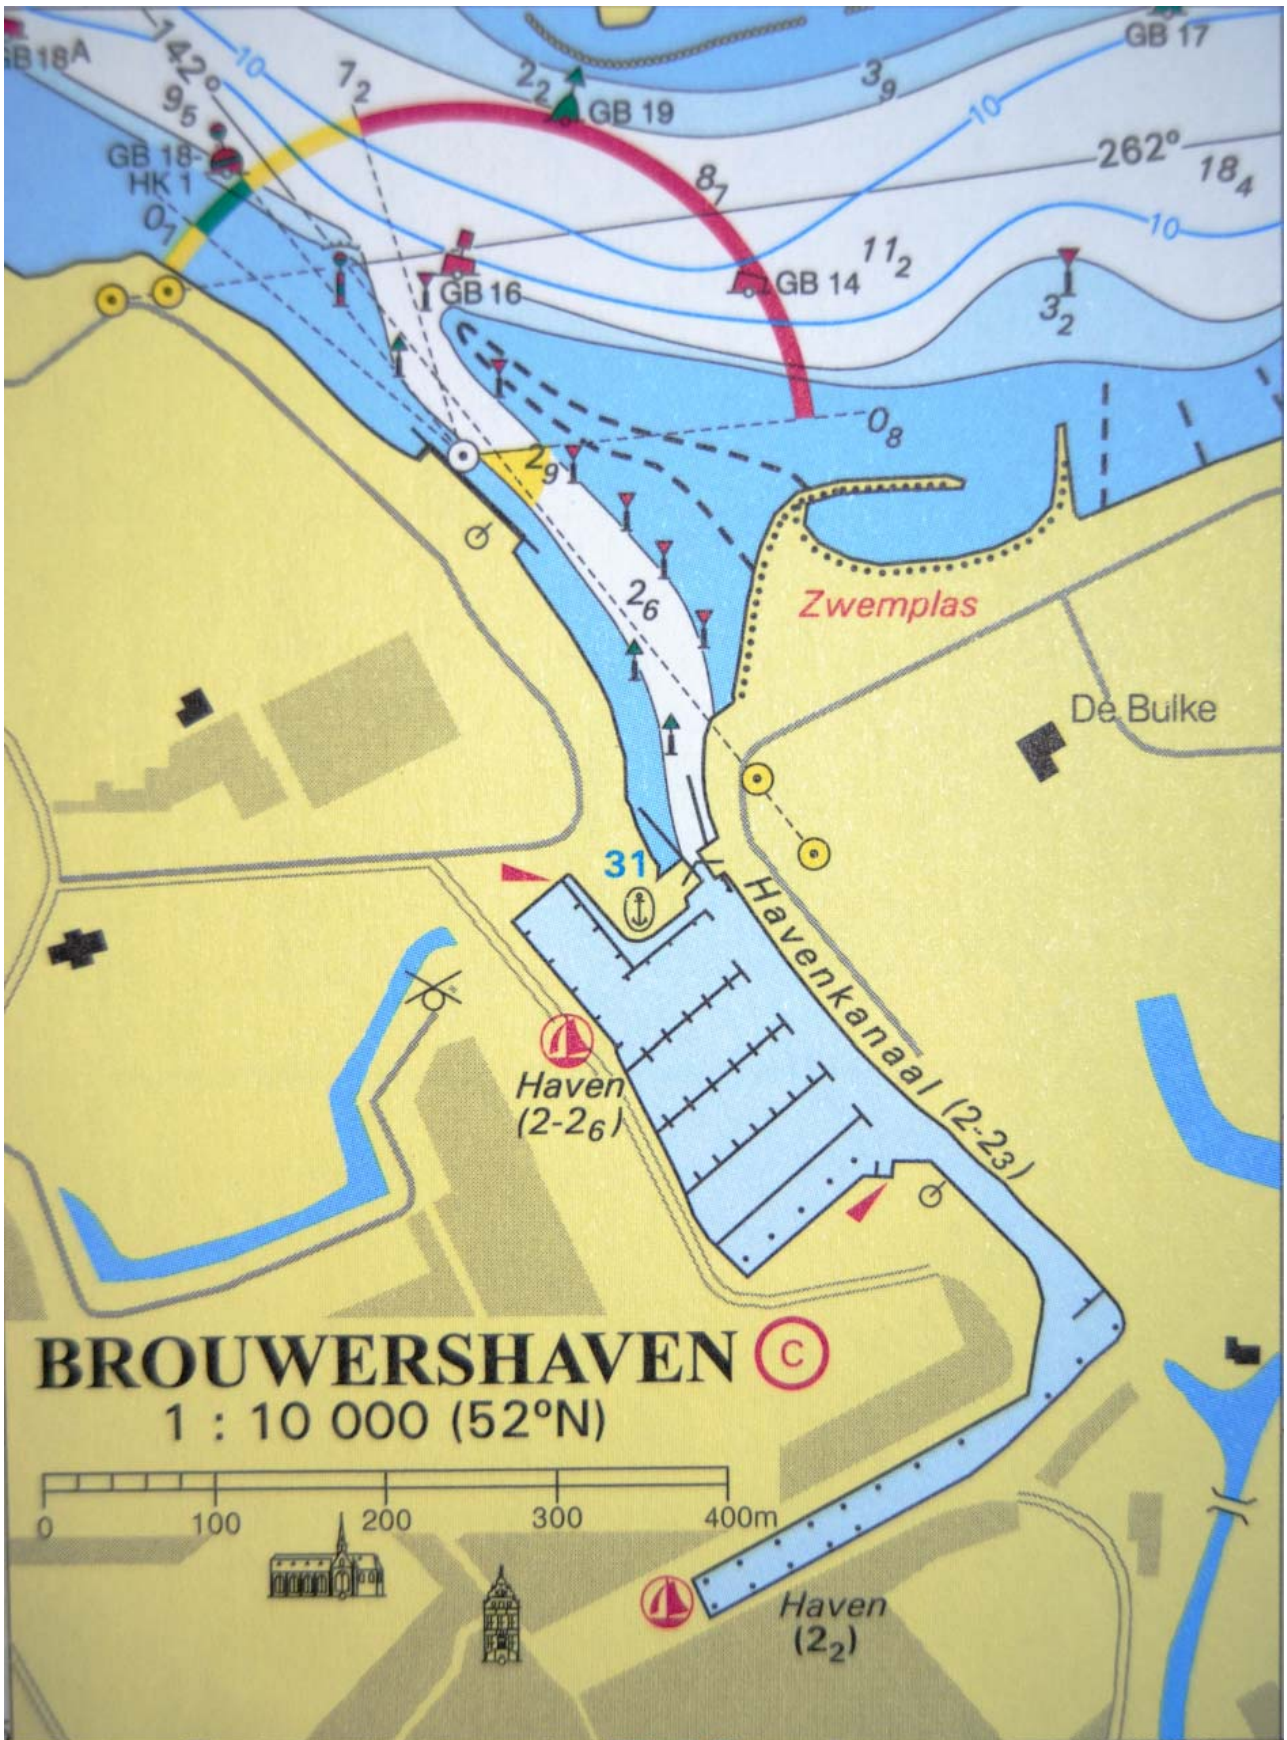 GB 18A
142°
10
7₂
2₂
GB 19
3₉
GB 17
9₅
10
GB 18-
HK 1
262°
18₄
8₇
0₇
10
11₂
GB 16
GB 14
3₂
0₈
2₉
2₆
Zwemplas
De Bulke
31
Havenkanaal (2-2₃)
Haven
(2-2₆)
BROUWERSHAVEN C
1 : 10 000 (52°N)
0 100 200 300 400m
Haven
(2₂)